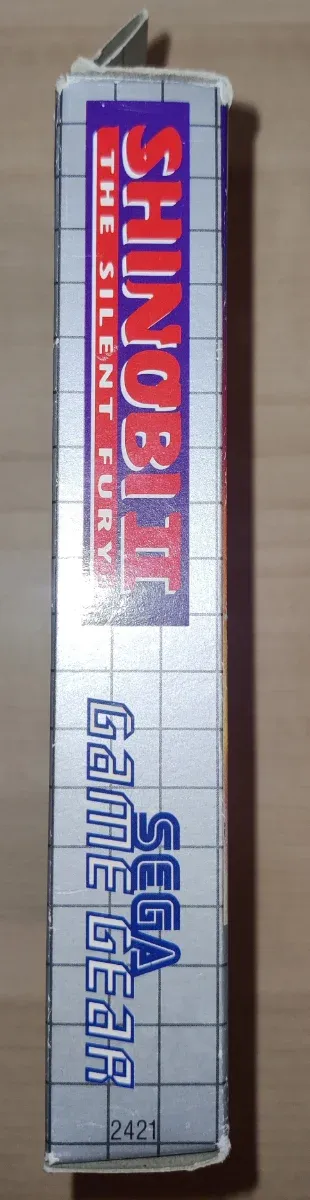 SHINOBI II
THE SILENT FURY
SEGA
GAME GEAR
2421